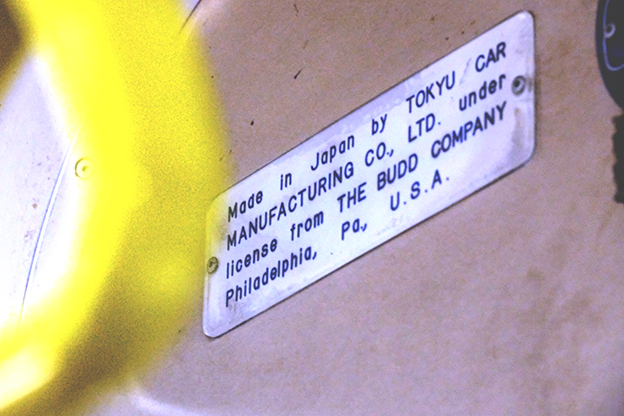 Made in Japan by TOKYU CAR
MANUFACTURING CO., LTD. under
license from THE BUDD COMPANY
Philadelphia, Pa., U.S.A.